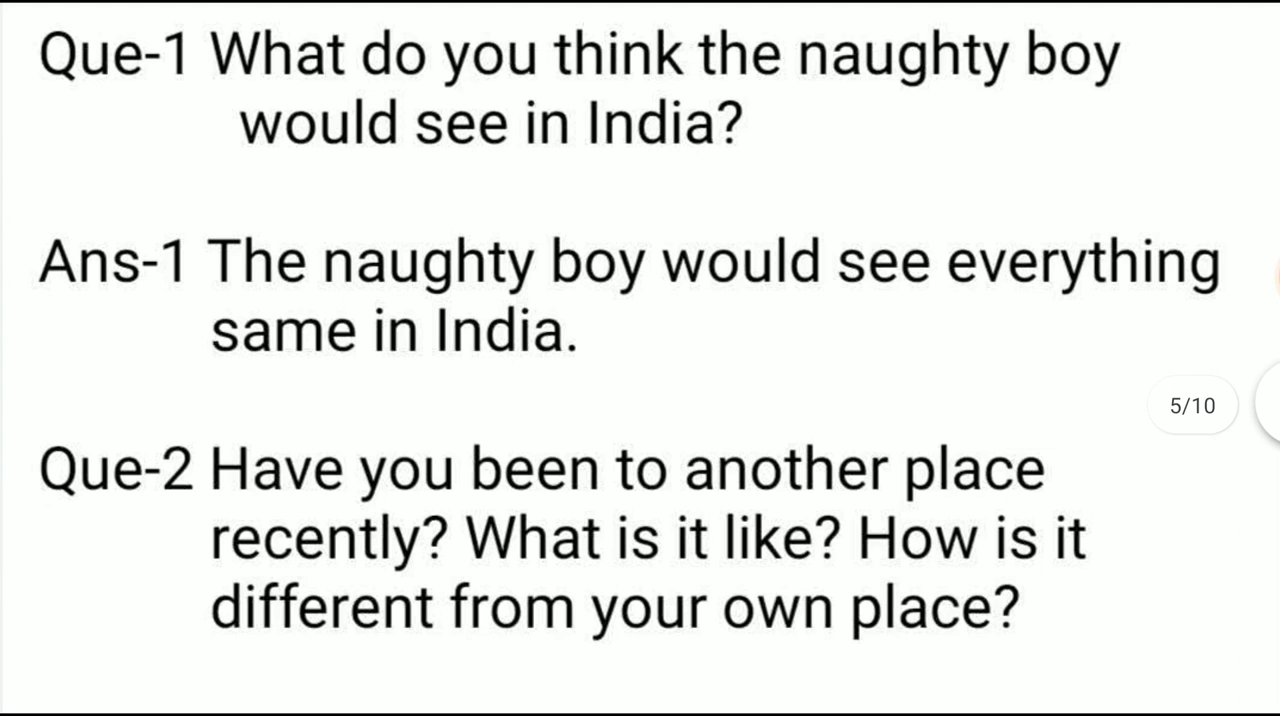 Que-1 What do you think the naughty boy
would see in India?
Ans-1 The naughty boy would see everything
same in India.
5/10
Que-2 Have you been to another place
recently? What is it like? How is it
different from your own place?